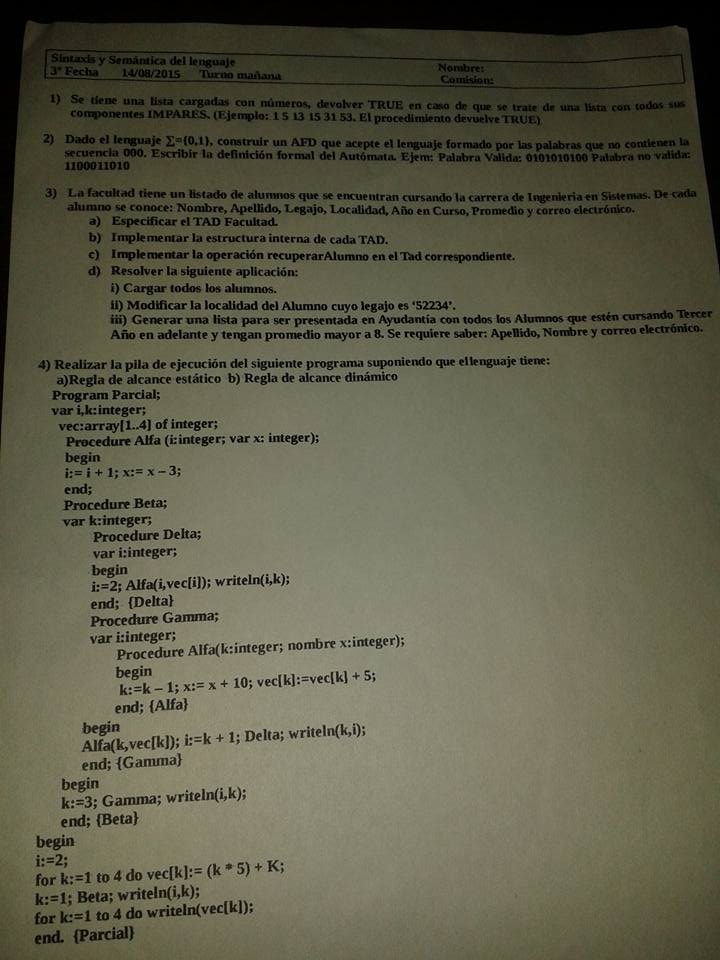 Sintaxis y Semántica del lenguaje
Nombre:
3° Fecha 14/08/2015 Turno mañana
Comision:
1) Se tiene una lista cargadas con números, devolver TRUE en caso de que se trate de una lista con todos sus
componentes IMPARES. (Ejemplo: 1 5 13 15 31 53. El procedimiento devuelve TRUE)
2) Dado el lenguaje ∑={0,1}, construir un AFD que acepte el lenguaje formado por las palabras que no contienen la
secuencia 000. Escribir la definición formal del Autómata. Ejem: Palabra Valida: 0101010100 Palabra no valida:
1100011010
3) La facultad tiene un listado de alumnos que se encuentran cursando la carrera de Ingenieria en Sistemas. De cada
alumno se conoce: Nombre, Apellido, Legajo, Localidad, Año en Curso, Promedio y correo electrónico.
a) Especificar el TAD Facultad.
b) Implementar la estructura interna de cada TAD.
c) Implementar la operación recuperarAlumno en el Tad correspondiente.
d) Resolver la siguiente aplicación:
i) Cargar todos los alumnos.
ii) Modificar la localidad del Alumno cuyo legajo es ‘52234’.
iii) Generar una lista para ser presentada en Ayudantía con todos los Alumnos que estén cursando Tercer
Año en adelante y tengan promedio mayor a 8. Se requiere saber: Apellido, Nombre y correo electrónico.
4) Realizar la pila de ejecución del siguiente programa suponiendo que el lenguaje tiene:
a)Regla de alcance estático b) Regla de alcance dinámico
Program Parcial;
var i,k:integer;
vec:array[1..4] of integer;
Procedure Alfa (i:integer; var x: integer);
begin
i:= i + 1; x:= x – 3;
end;
Procedure Beta;
var k:integer;
Procedure Delta;
var i:integer;
begin
i:=2; Alfa(i,vec[i]); writeln(i,k);
end; {Delta}
Procedure Gamma;
var i:integer;
Procedure Alfa(k:integer; nombre x:integer);
begin
k:=k – 1; x:= x + 10; vec[k]:=vec[k] + 5;
end; {Alfa}
begin
Alfa(k,vec[k]); i:=k + 1; Delta; writeln(k,i);
end; {Gamma}
begin
k:=3; Gamma; writeln(i,k);
end; {Beta}
begin
i:=2;
for k:=1 to 4 do vec[k]:= (k * 5) + K;
k:=1; Beta; writeln(i,k);
for k:=1 to 4 do writeln(vec[k]);
end. {Parcial}